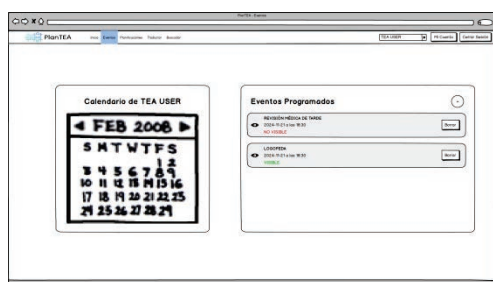 PlanTEA - Eventos
PlanTEA Inicio Eventos Participantes Traductor Buscador TEA USER Mi Cuenta Cerrar Sesión
Calendario de TEA USER
FEB 2008
S M T W T F S
1 2
3 4 5 6 7 8 9
10 11 12 13 14 15 16
17 18 19 20 21 22 23
24 25 26 27 28 29
Eventos Programados
REVISIÓN MÉDICA DE TARDE
2024-11-21 a las 18:30
NO VISIBLE
Borrar
LOGOPEDA
2024-11-21 a las 18:30
VISIBLE
Borrar